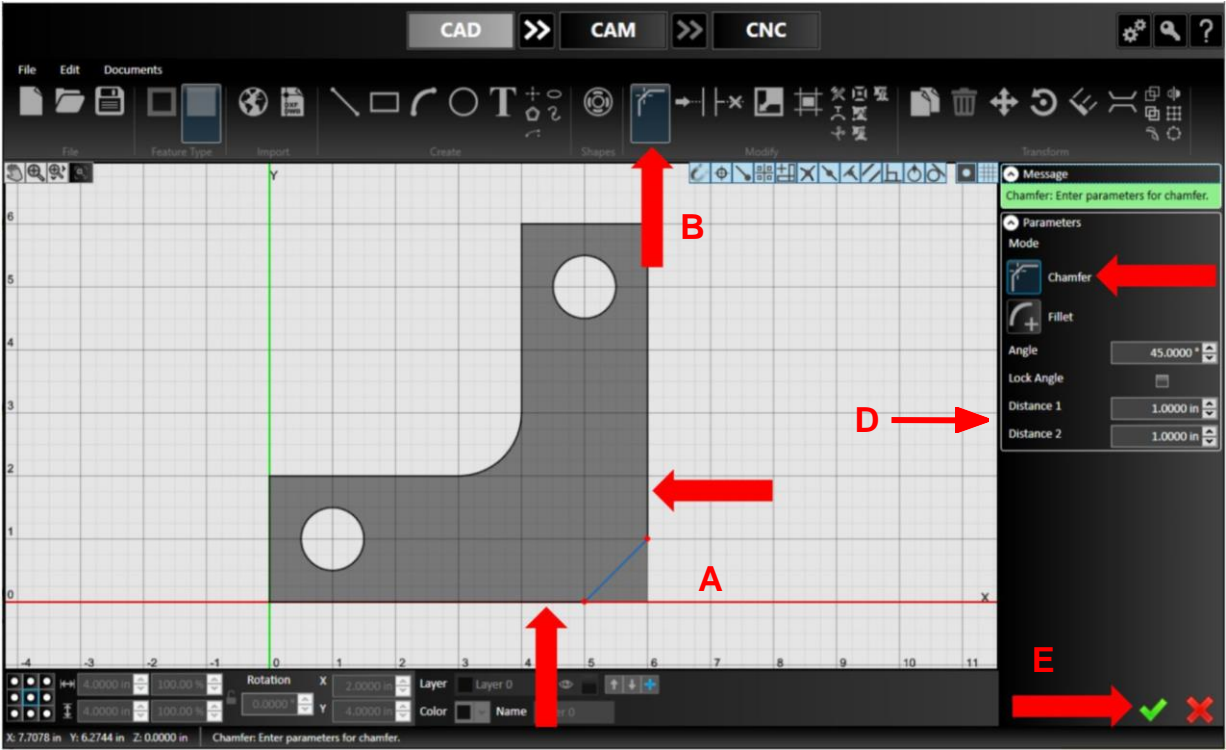 CAD >> CAM >> CNC
File Edit Documents
File Feature Type Import Create Shapes Modify Transform
Y
Message
Chamfer: Enter parameters for chamfer.
Parameters
Mode
Chamfer
Fillet
Angle 45.0000 °
Lock Angle
Distance 1 1.0000 in
Distance 2 1.0000 in
B
D
A
E
6
5
4
3
2
1
0
X
-4 -3 -2 -1 0 1 2 3 4 5 6 7 8 9 10 11
4.0000 in 100.00 % Rotation X 2.0000 in Layer Layer 0
4.0000 in 100.00 % 0.0000 ° Y 4.0000 in Color Name
X: 7.7078 in Y: 6.2744 in Z: 0.0000 in Chamfer: Enter parameters for chamfer.